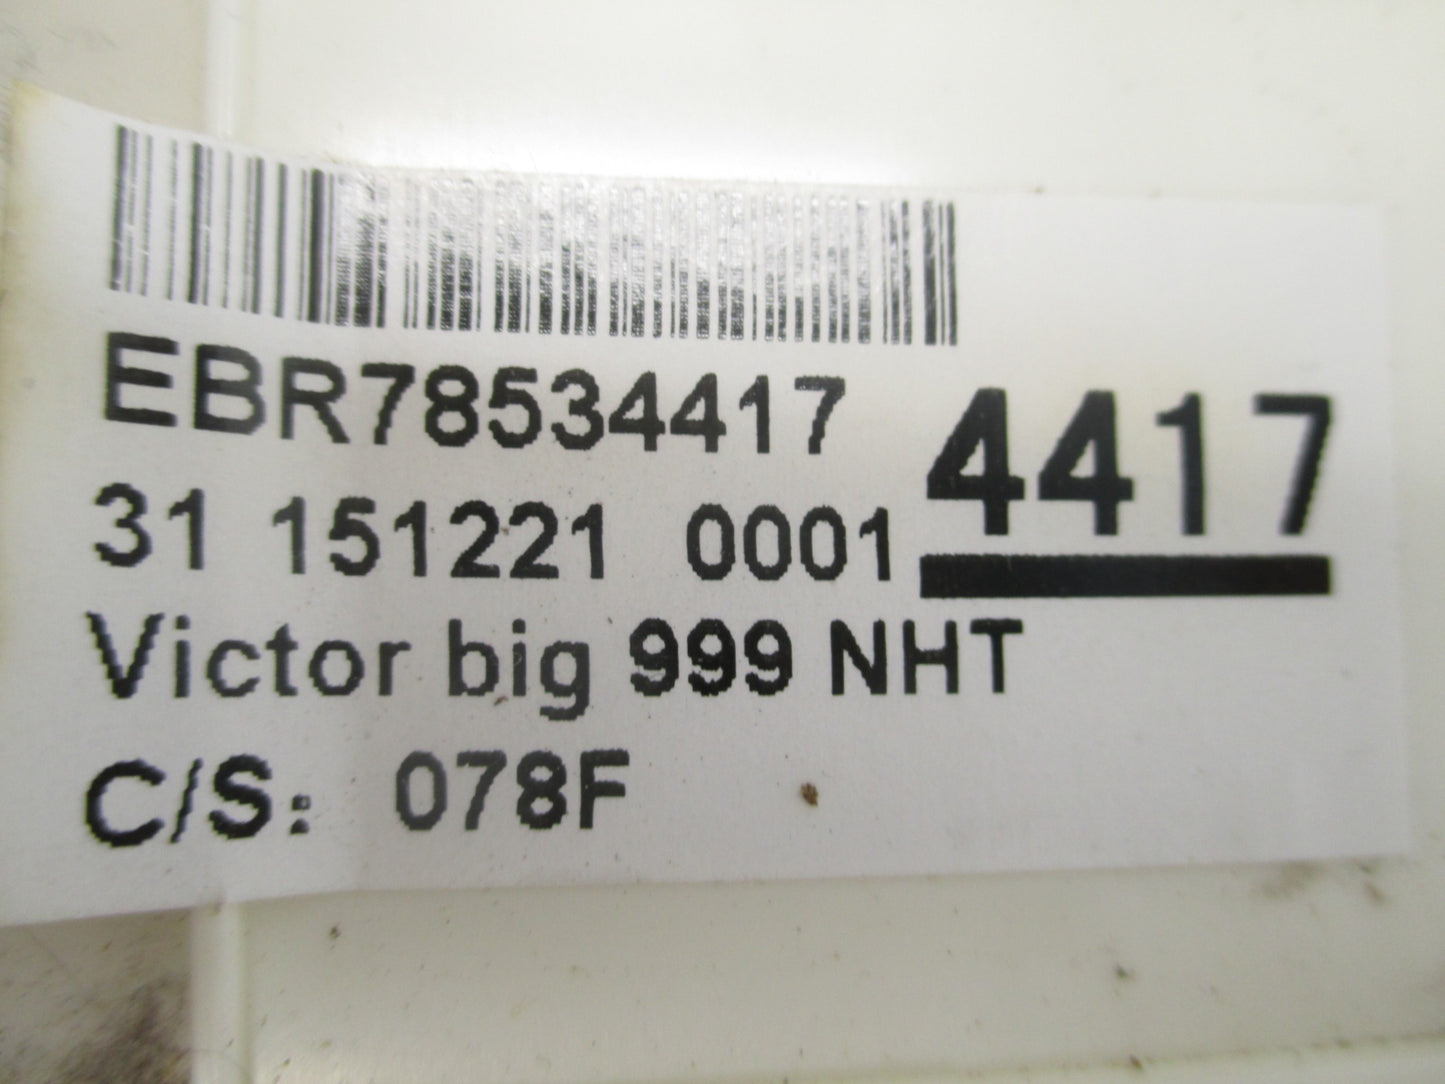 EBR78534417
4417
31 151221 0001
Victor big 999 NHT
C/S: 078F